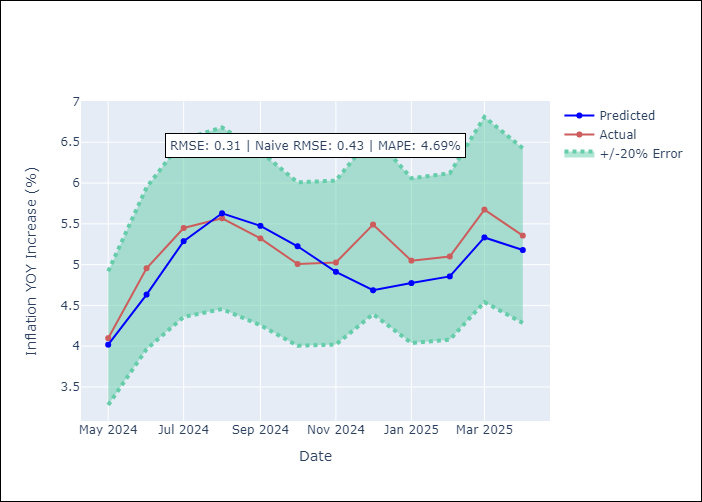 RMSE: 0.31 | Naive RMSE: 0.43 | MAPE: 4.69%
Predicted
Actual
+/-20% Error
Inflation YOY Increase (%)
7
6.5
6
5.5
5
4.5
4
3.5
May 2024
Jul 2024
Sep 2024
Nov 2024
Jan 2025
Mar 2025
Date